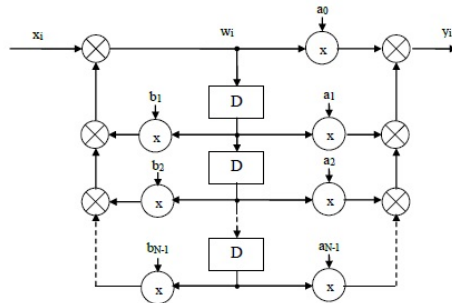 a0
xi wi yi
x
D
b1 a1
x x
D
b2 a2
x x
D
bN-1 aN-1
x x